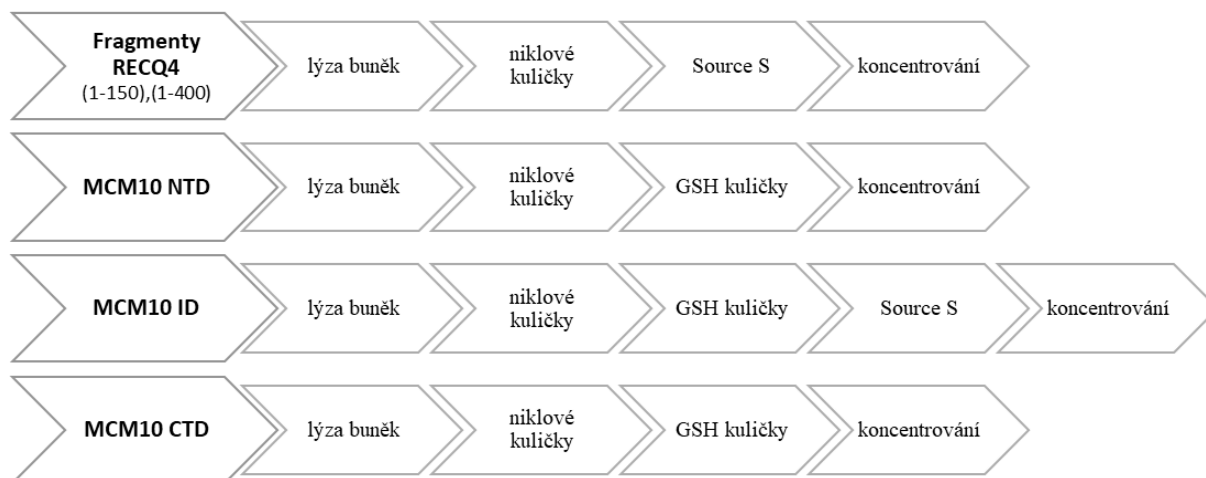 Fragmenty
RECQ4
(1-150),(1-400)
lýza buněk
niklové
kuličky
Source S
koncentrování
MCM10 NTD
lýza buněk
niklové
kuličky
GSH kuličky
koncentrování
MCM10 ID
lýza buněk
niklové
kuličky
GSH kuličky
Source S
koncentrování
MCM10 CTD
lýza buněk
niklové
kuličky
GSH kuličky
koncentrování